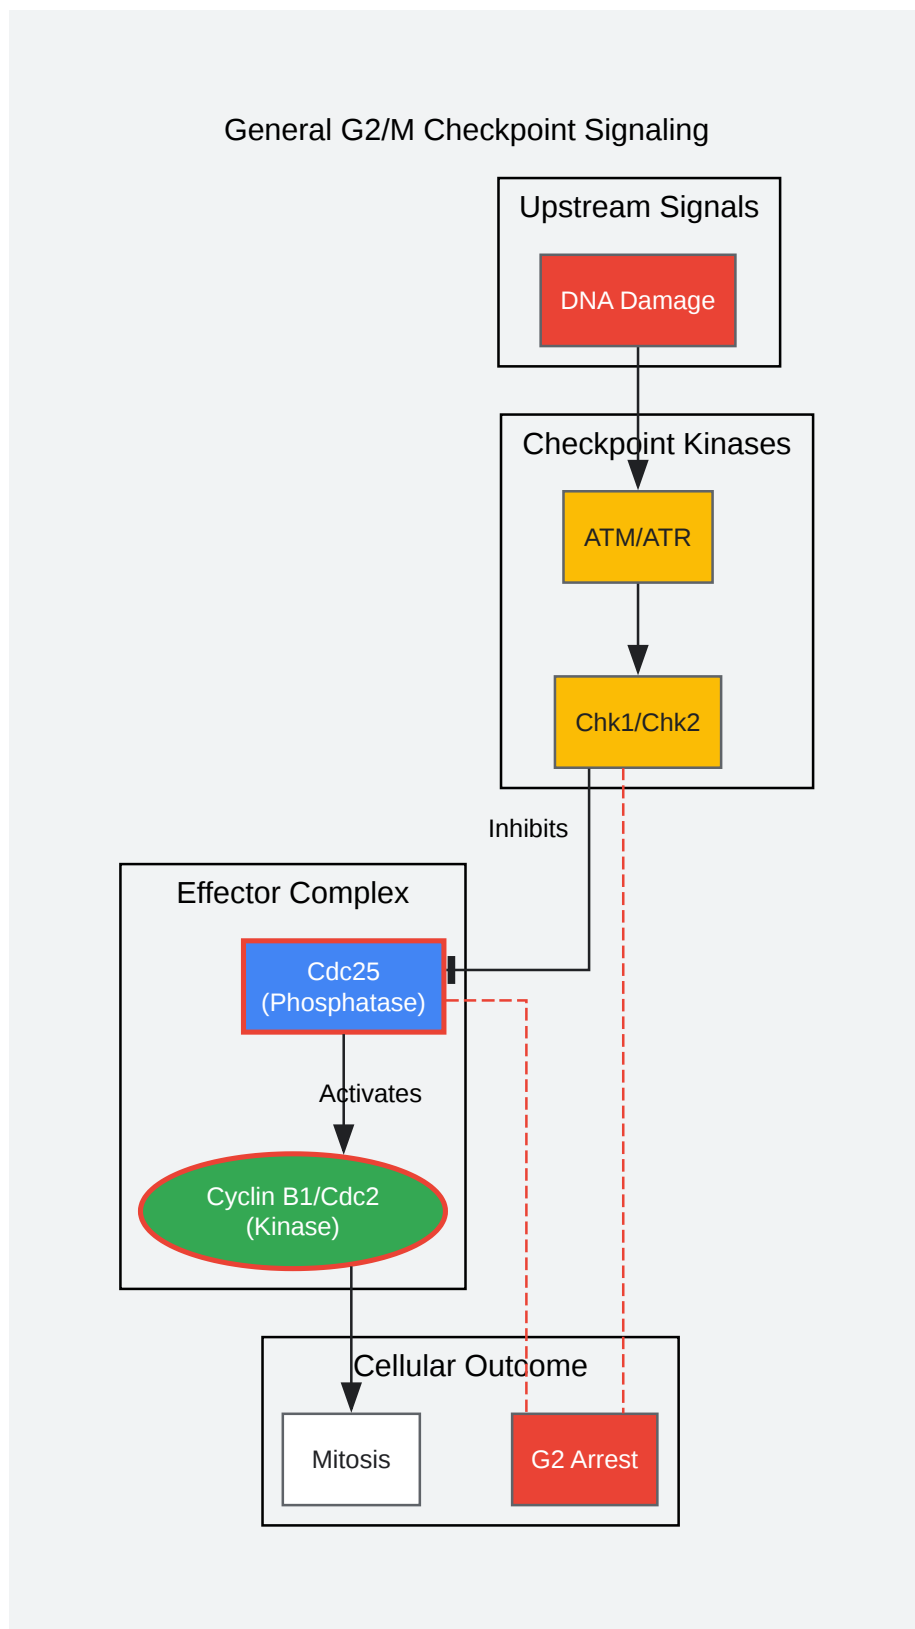 General G2/M Checkpoint Signaling
Upstream Signals
DNA Damage
Checkpoint Kinases
ATM/ATR
Chk1/Chk2
Inhibits
Effector Complex
Cdc25
(Phosphatase)
Activates
Cyclin B1/Cdc2
(Kinase)
Cellular Outcome
Mitosis
G2 Arrest